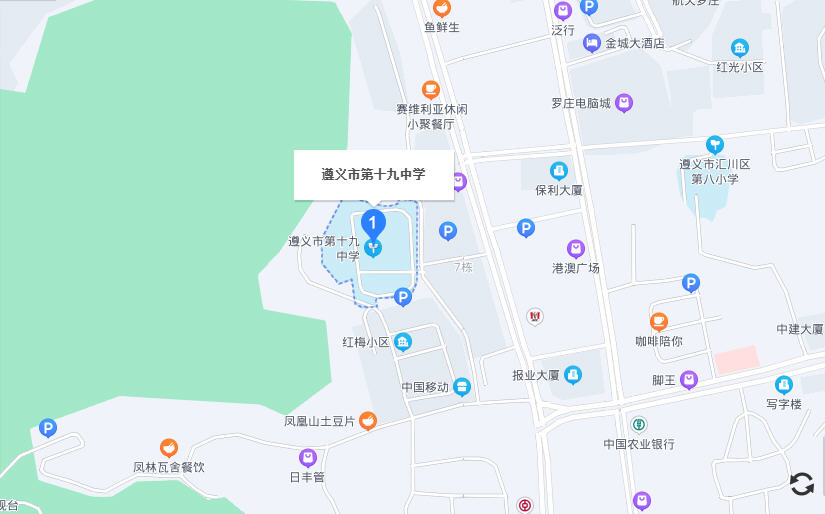 航天罗庄
鱼鲜生
泛行
金城大酒店
红光小区
赛维利亚休闲
小聚餐厅
罗庄电脑城
遵义市第十九中学
遵义市汇川区
第八小学
保利大厦
1
遵义市第十九
中学
P
P
P
7栋
港澳广场
P
P
红梅小区
咖啡陪你
中建大厦
中国移动
报业大厦
脚王
写字楼
凤凰山土豆片
P
中国农业银行
凤林瓦舍餐饮
日丰管
观台